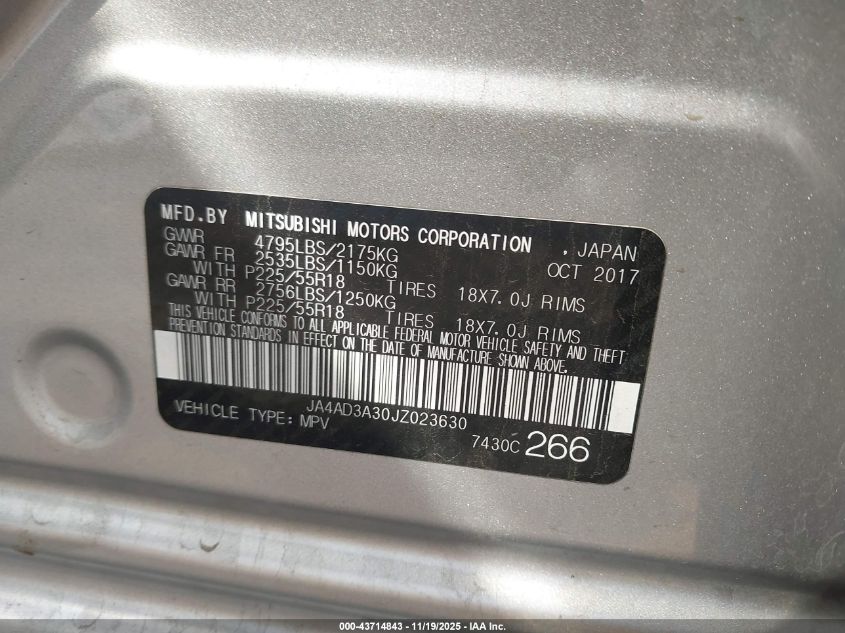 MFD.BY MITSUBISHI MOTORS CORPORATION , JAPAN
GVWR 4795LBS/2175KG OCT 2017
GAWR FR 2535LBS/1150KG
WITH P225/55R18 TIRES 18X7.0J RIMS
GAWR RR 2756LBS/1250KG
WITH P225/55R18 TIRES 18X7.0J RIMS
THIS VEHICLE CONFORMS TO ALL APPLICABLE FEDERAL MOTOR VEHICLE SAFETY AND THEFT
PREVENTION STANDARDS IN EFFECT ON THE DATE OF MANUFACTURE SHOWN ABOVE.
JA4AD3A30JZ023630
VEHICLE TYPE: MPV 7430C 266
000-43714843 - 11/19/2025 - IAA Inc.